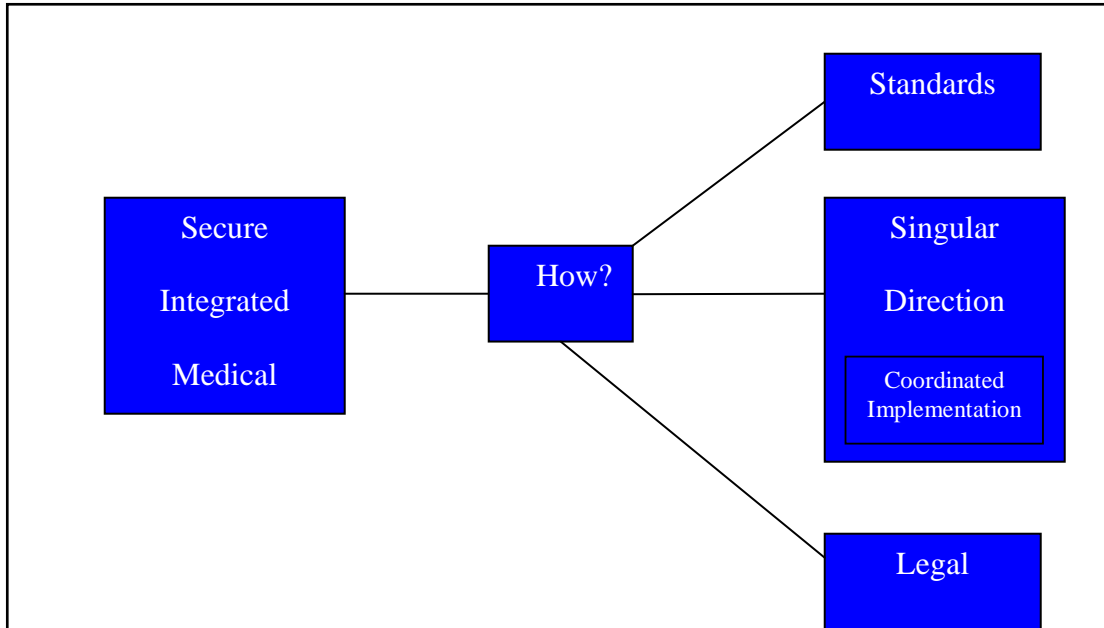 Secure
Integrated
Medical
How?
Standards
Singular
Direction
Coordinated
Implementation
Legal